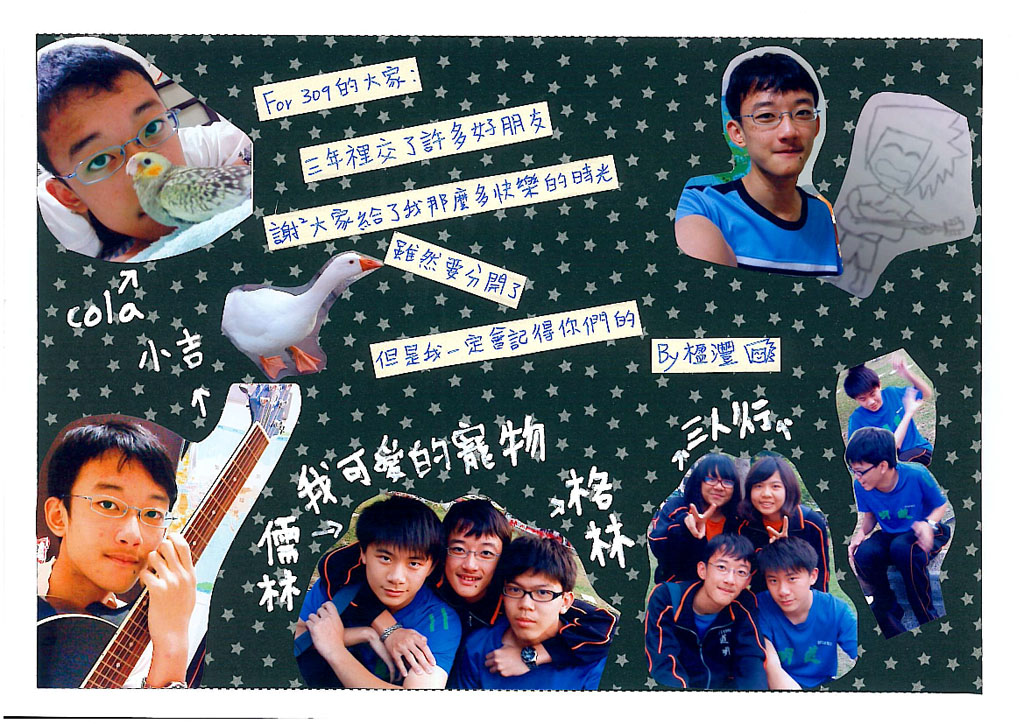 For 309的大家:
三年裡交了許多好朋友
謝²大家給了我那麼多快樂的時光
雖然要分開了
但是我一定會記得你們的
By 楹灃
cola
小吉
我可愛的寵物
儒林
格林
三人行